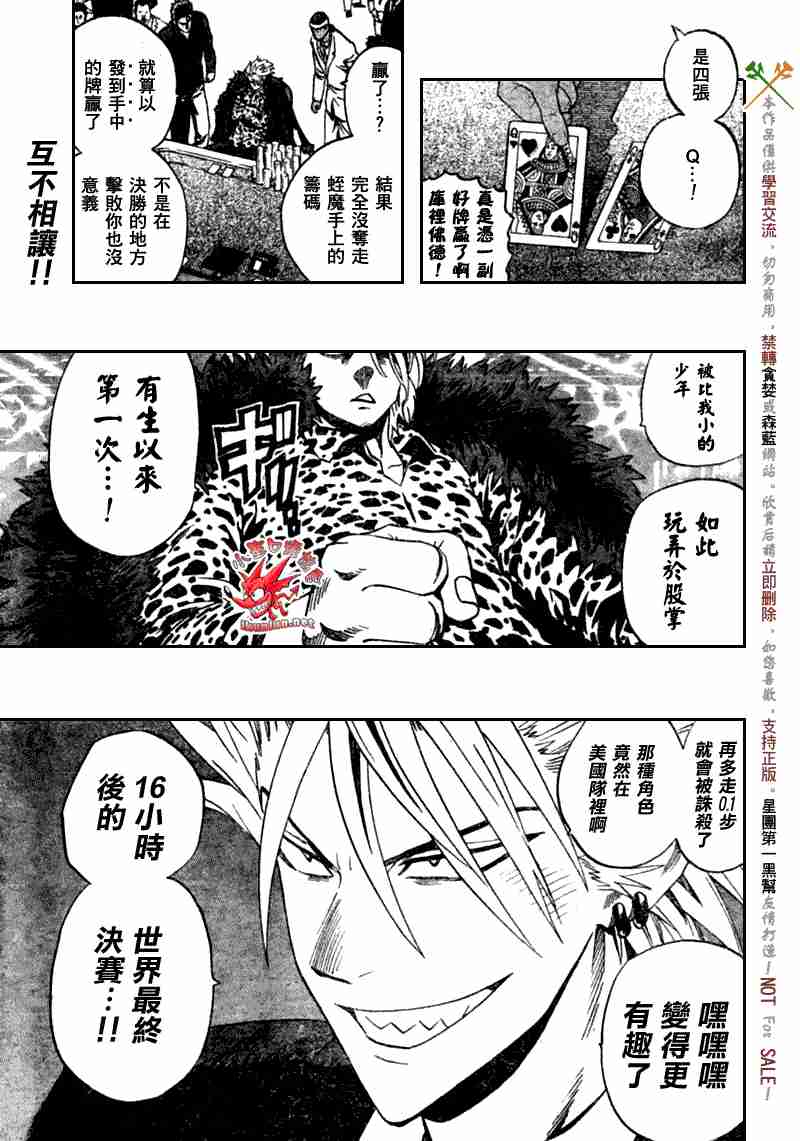 是四張
Q…!
真是憑一副
好牌贏了啊
庫裡佛德!
贏了…?
結果
完全沒奪走
蛭魔手上的
籌碼
就算以
發到手中
的牌贏了
不是在
決勝的地方
擊敗你也沒
意義
互不相讓!!
被比我小的
少年
如此
玩弄於股掌
有生以來
第一次…!
ギリッ
小李口袋漫畫
再多走0.1步
就會被誅殺了
那種角色
竟然在
美國隊裡啊
嘿嘿嘿
變得更
有趣了
16小時
後的
世界最終
決賽…!!
本作品僅供學習交流，切勿商用，禁轉貪婪或森藍網站。欣賞后請立即刪除，如您喜歡，支持正版。星團第一黑幫友情打造—NOT For SALE—